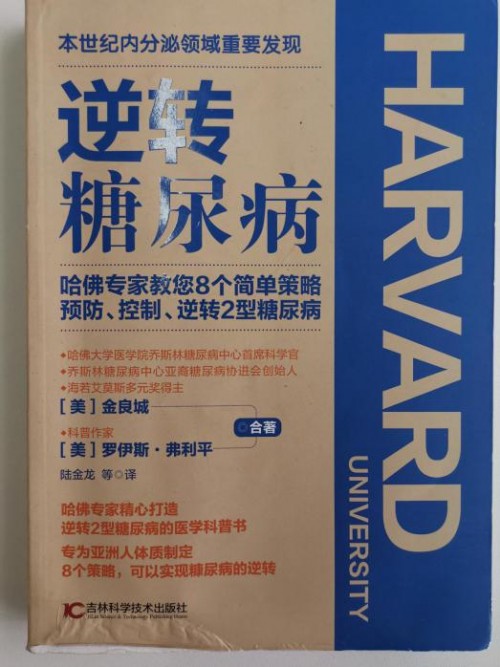 本世纪内分泌领域重要发现
逆转
糖尿病
哈佛专家教您8个简单策略
预防、控制、逆转2型糖尿病
哈佛大学医学院乔斯林糖尿病中心首席科学官
乔斯林糖尿病中心亚裔糖尿病协进会创始人
海若艾莫斯多元奖得主
[美]金良城
科普作家
[美]罗伊斯·弗利平
合著
陆金龙 等 译
哈佛专家精心打造
逆转2型糖尿病的医学科普书
专为亚洲人体质制定
8个策略，可以实现糖尿病的逆转
吉林科学技术出版社
Jilin Science & Technology Publishing House
HARVARD
UNIVERSITY